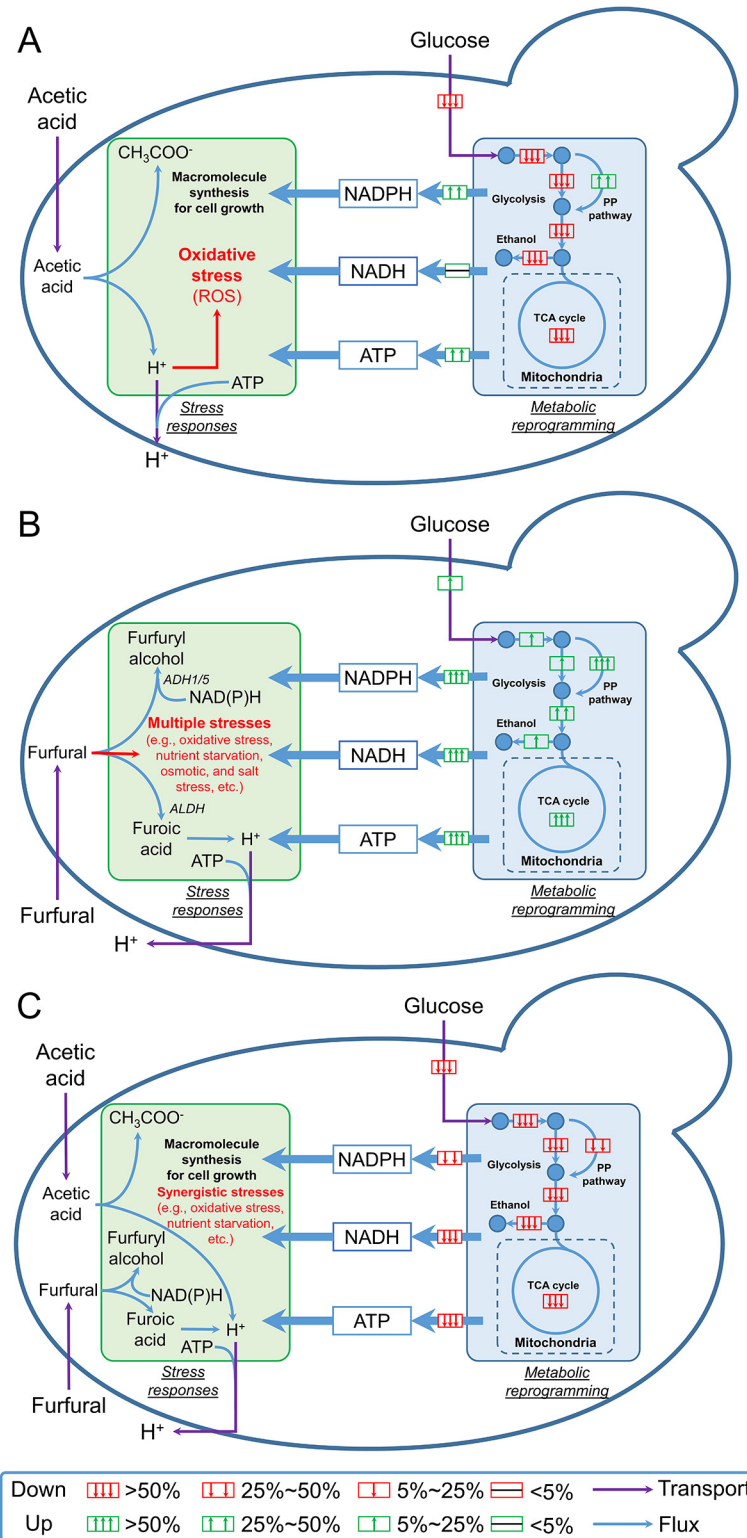 A
Glucose
Acetic
acid
CH₃COO⁻
Macromolecule
synthesis
for cell growth
NADPH
Glycolysis
PP
pathway
Oxidative
stress
(ROS)
NADH
Ethanol
Acetic
acid
TCA cycle
ATP
H⁺
ATP
Mitochondria
Stress
responses
Metabolic
reprogramming
H⁺
B
Glucose
Furfuryl
alcohol
ADH1/5
NAD(P)H
NADPH
Glycolysis
PP
pathway
Multiple stresses
(e.g., oxidative stress,
nutrient starvation,
osmotic, and salt
stress, etc.)
Furfural
NADH
Ethanol
ALDH
TCA cycle
Furoic
acid
H⁺
ATP
ATP
Mitochondria
Stress
responses
Metabolic
reprogramming
Furfural
H⁺
C
Glucose
Acetic
acid
CH₃COO⁻
Macromolecule
synthesis
for cell growth
NADPH
Glycolysis
PP
pathway
Synergistic stresses
(e.g., oxidative stress,
nutrient starvation,
etc.)
Acetic
acid
NADH
Ethanol
Furfuryl
alcohol
Furfural
NAD(P)H
TCA cycle
Furoic
acid
H⁺
ATP
ATP
Mitochondria
Stress
responses
Metabolic
reprogramming
Furfural
H⁺
Down >50% 25%~50% 5%~25% <5% Transport
Up >50% 25%~50% 5%~25% <5% Flux